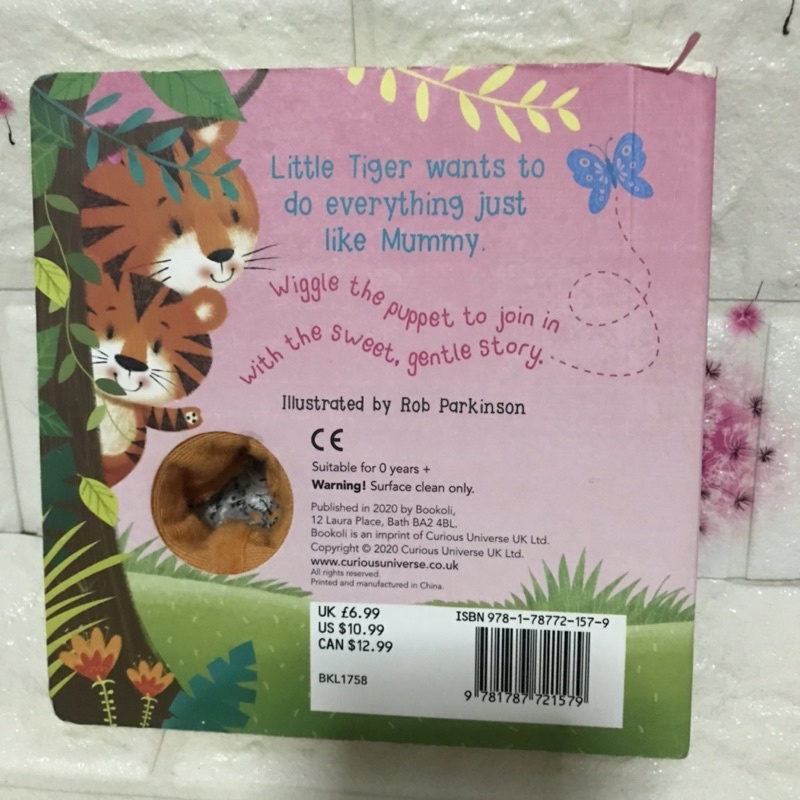 Little Tiger wants to
do everything just
like Mummy.
Wiggle the puppet to join in
with the sweet, gentle story.
Illustrated by Rob Parkinson
CE
Suitable for 0 years +
Warning! Surface clean only.
Published in 2020 by Bookoli,
12 Laura Place, Bath BA2 4BL.
Bookoli is an imprint of Curious Universe UK Ltd.
Copyright © 2020 Curious Universe UK Ltd.
www.curiousuniverse.co.uk
All rights reserved.
Printed and manufactured in China.
UK £6.99
US $10.99
CAN $12.99
BKL1758
ISBN 978-1-78772-157-9
9 781787 721579